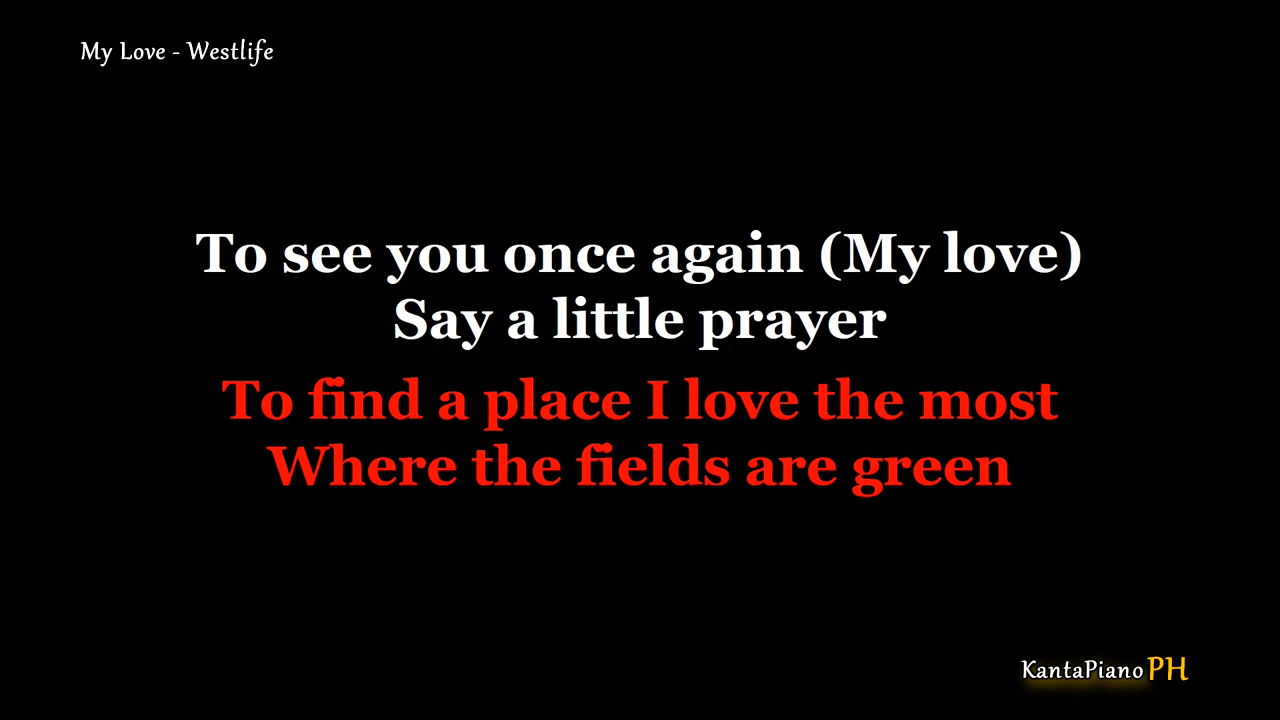 My Love - Westlife
To see you once again (My love)
Say a little prayer
To find a place I love the most
Where the fields are green
KantaPiano PH